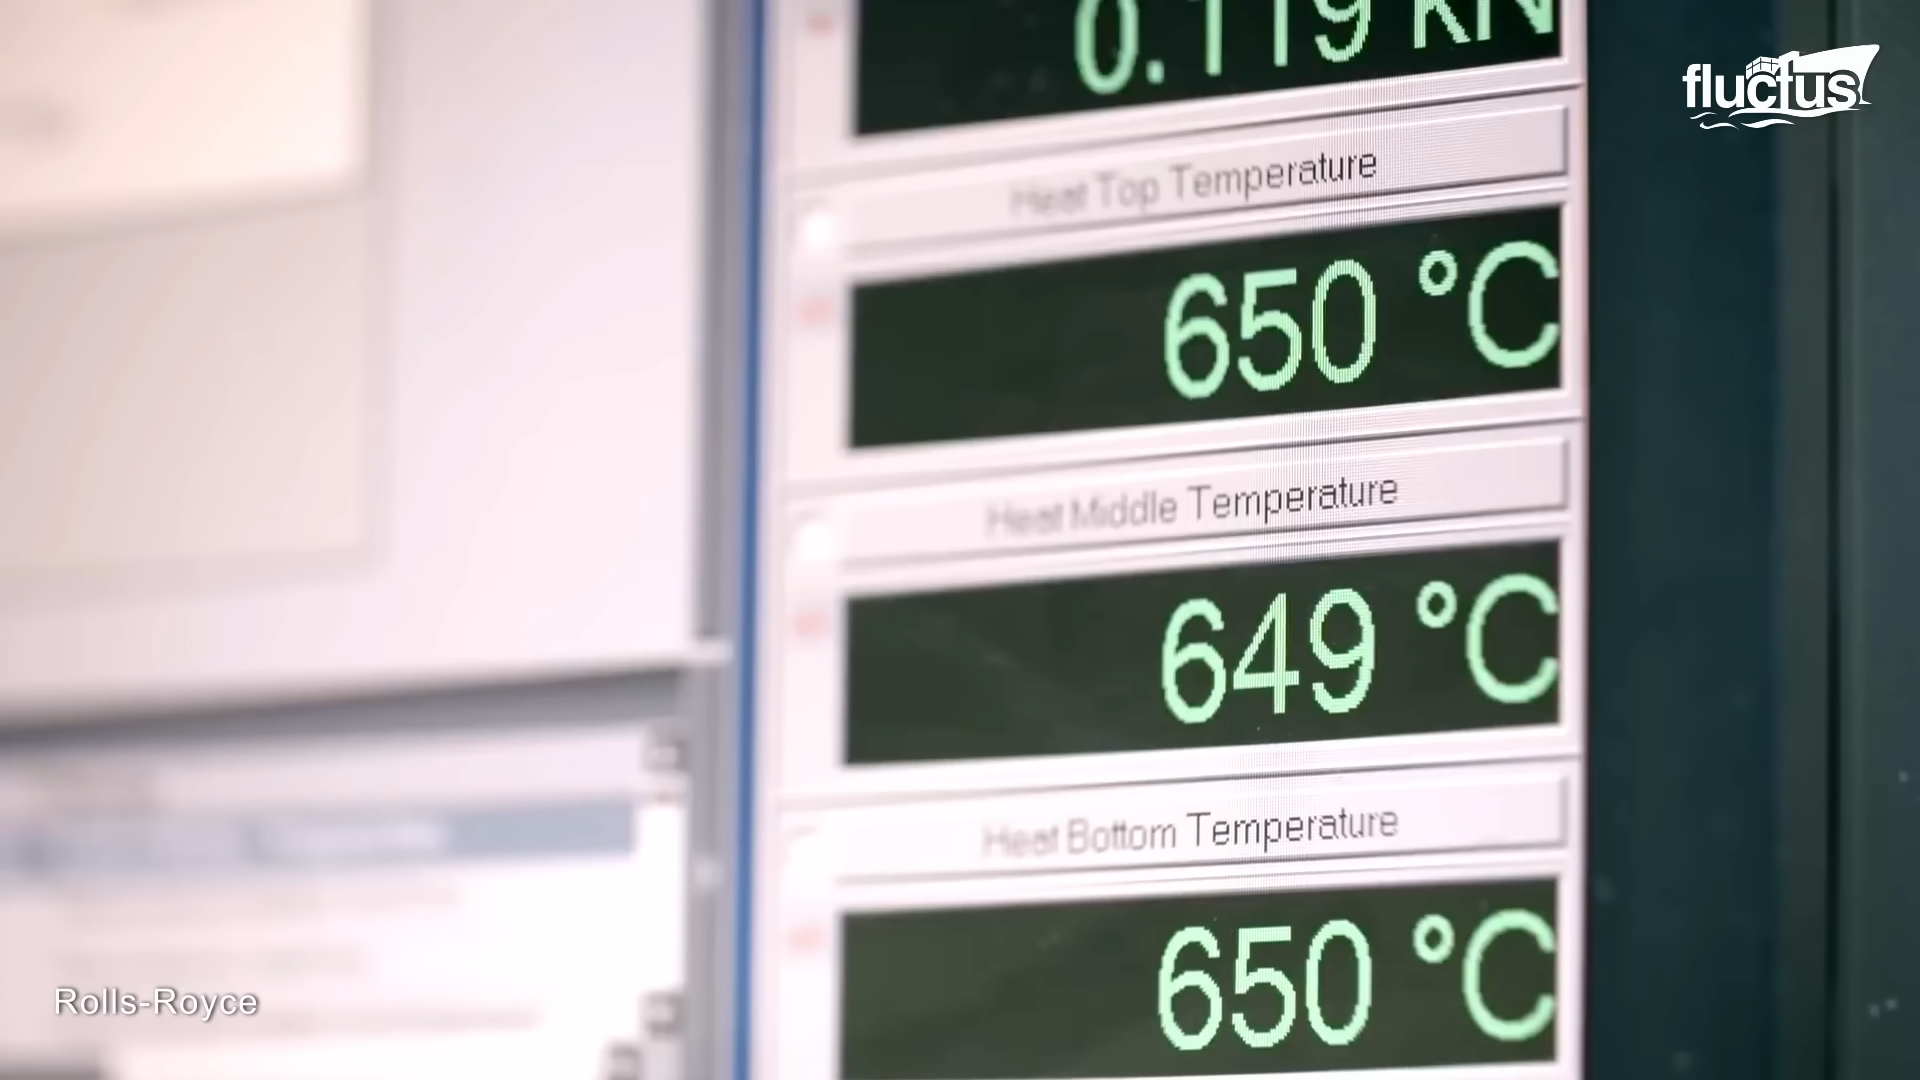 0.119 kN
fluctus
Heat Top Temperature
650 °C
Heat Middle Temperature
649 °C
Heat Bottom Temperature
650 °C
Rolls-Royce